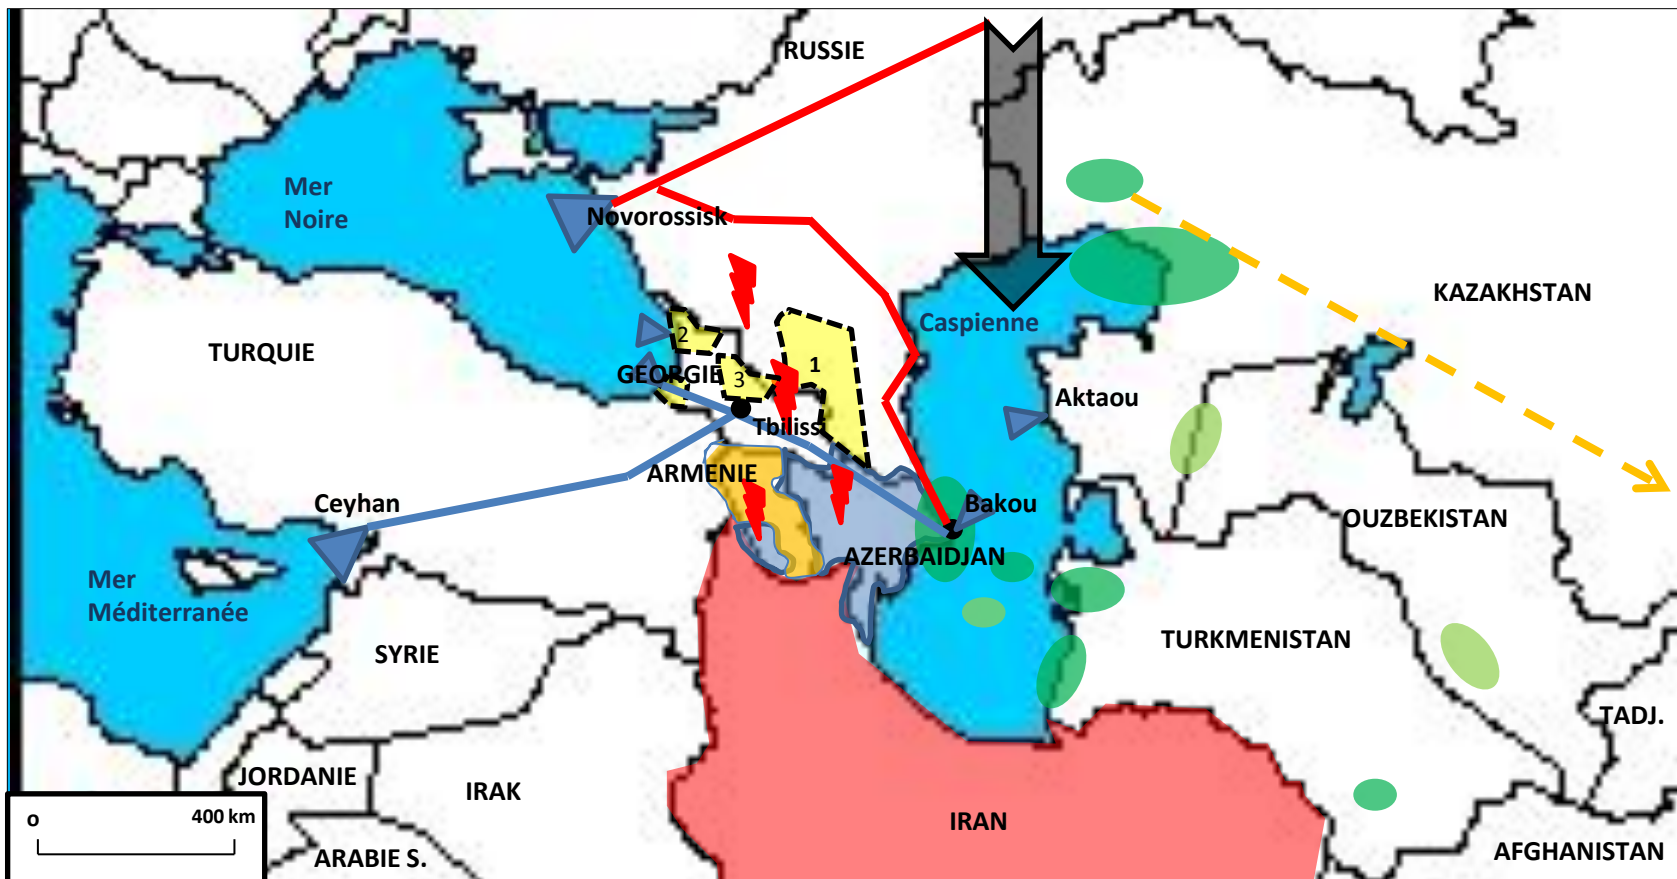 RUSSIE
Mer
Noire
Novorossisk
KAZAKHSTAN
Caspienne
TURQUIE
2
GEORGIE
3
1
Aktaou
Tbiliss
ARMENIE
Ceyhan
Bakou
OUZBEKISTAN
AZERBAIDJAN
Mer
Méditerranée
SYRIE
TURKMENISTAN
TADJ.
JORDANIE
IRAK
o 400 km
IRAN
ARABIE S.
AFGHANISTAN